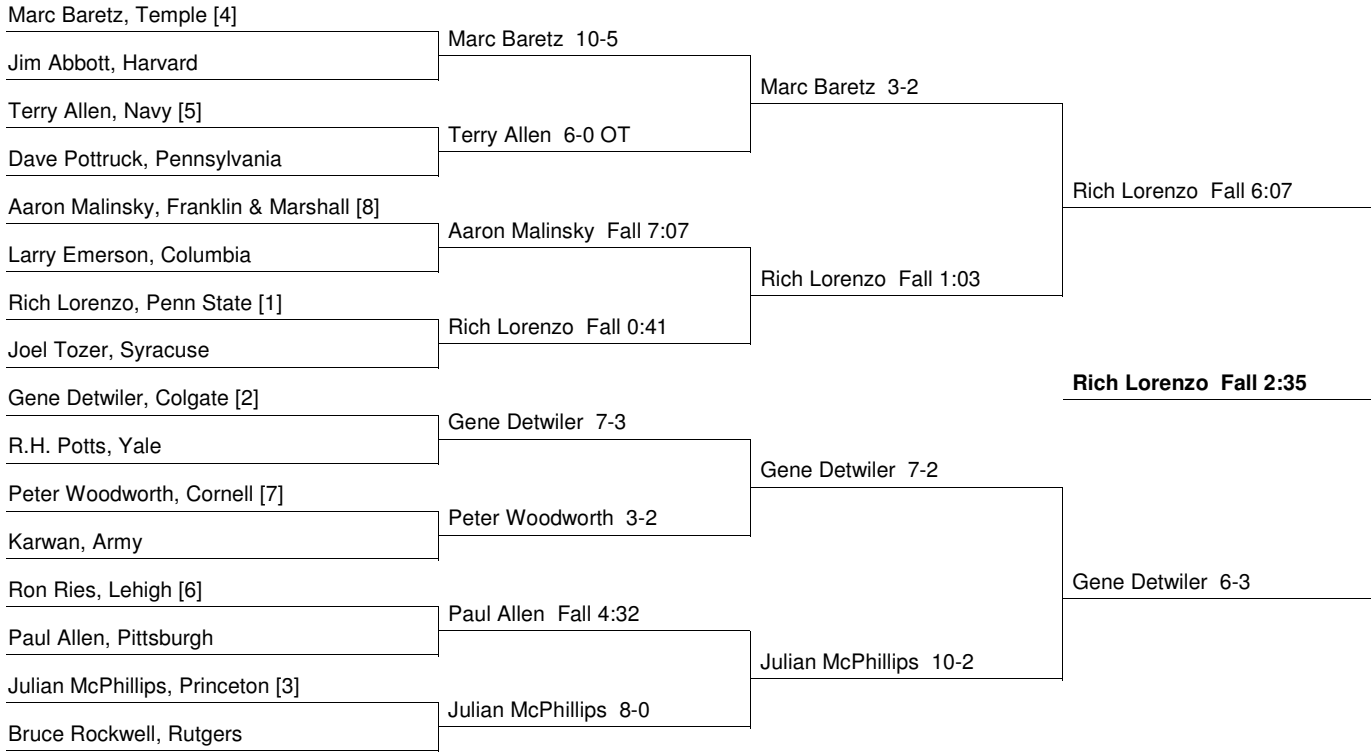 Marc Baretz, Temple [4]
Jim Abbott, Harvard
Terry Allen, Navy [5]
Dave Pottruck, Pennsylvania
Aaron Malinsky, Franklin & Marshall [8]
Larry Emerson, Columbia
Rich Lorenzo, Penn State [1]
Joel Tozer, Syracuse
Gene Detwiler, Colgate [2]
R.H. Potts, Yale
Peter Woodworth, Cornell [7]
Karwan, Army
Ron Ries, Lehigh [6]
Paul Allen, Pittsburgh
Julian McPhillips, Princeton [3]
Bruce Rockwell, Rutgers
Marc Baretz 10-5
Terry Allen 6-0 OT
Aaron Malinsky Fall 7:07
Rich Lorenzo Fall 0:41
Gene Detwiler 7-3
Peter Woodworth 3-2
Paul Allen Fall 4:32
Julian McPhillips 8-0
Marc Baretz 3-2
Rich Lorenzo Fall 1:03
Gene Detwiler 7-2
Julian McPhillips 10-2
Rich Lorenzo Fall 6:07
Rich Lorenzo Fall 2:35
Gene Detwiler 6-3